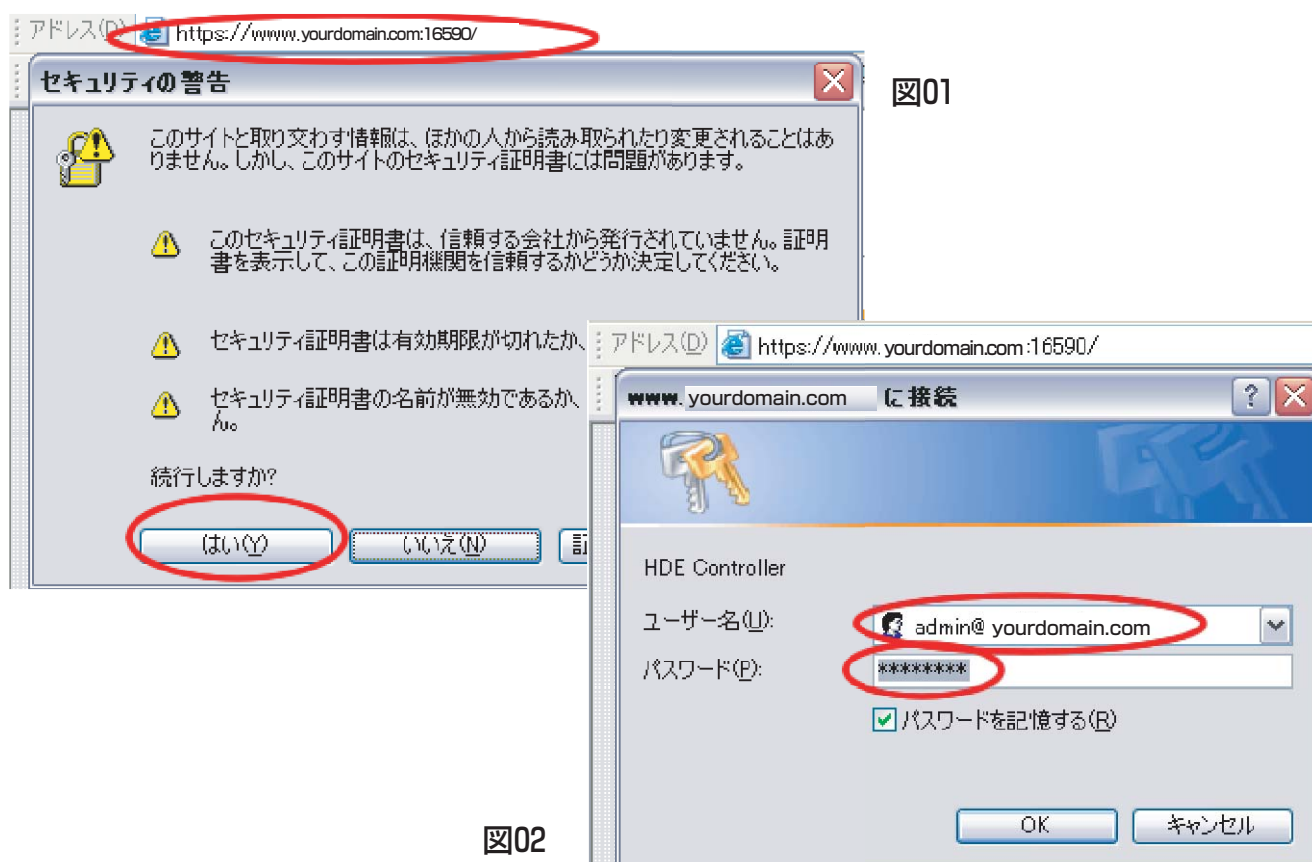 アドレス(D) https://www.yourdomain.com:16590/
セキュリティの警告
図01
このサイトと取り交わす情報は、ほかの人から読み取られたり変更されることはあ
りません。しかし、このサイトのセキュリティ証明書には問題があります。
このセキュリティ証明書は、信頼する会社から発行されていません。証明
書を表示して、この証明機関を信頼するかどうか決定してください。
セキュリティ証明書は有効期限が切れたか、
セキュリティ証明書の名前が無効であるか、
ん。
続行しますか?
はい(Y) いいえ(N) 証
アドレス(D) https://www.yourdomain.com:16590/
www.yourdomain.com に接続
HDE Controller
ユーザー名(U): admin@yourdomain.com
パスワード(P): ********
パスワードを記憶する(R)
OK キャンセル
図02